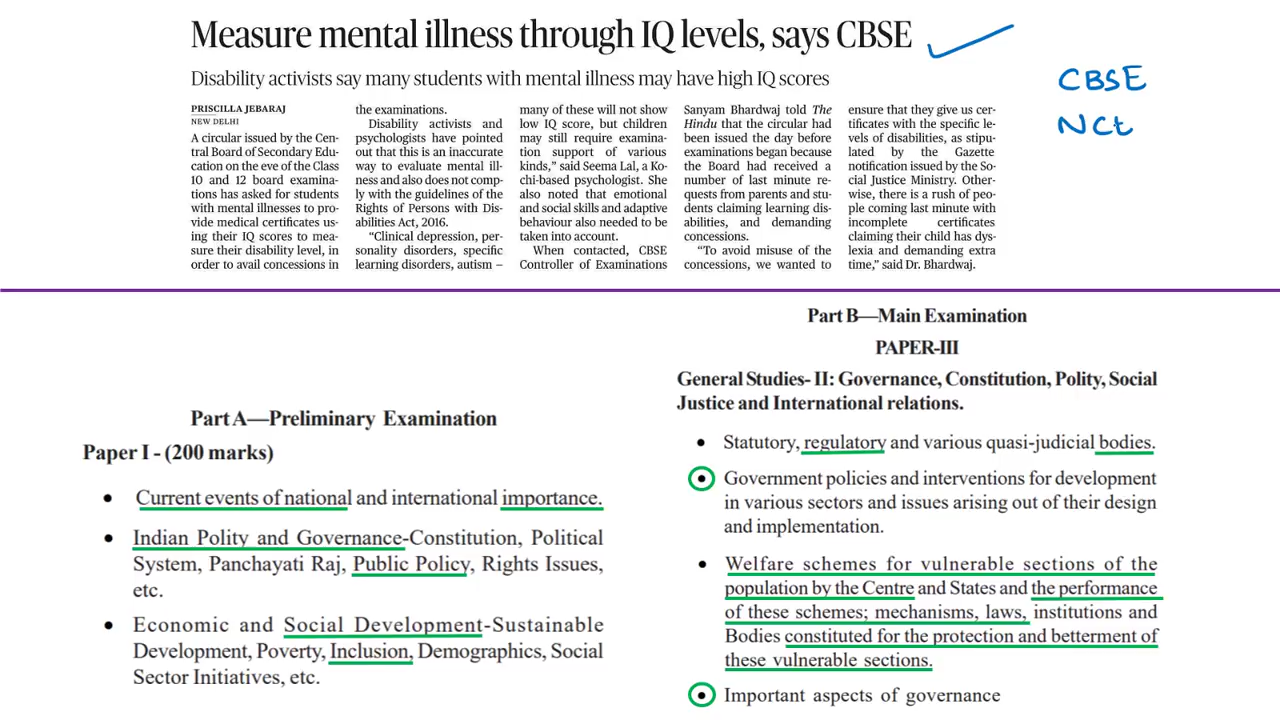 Measure mental illness through IQ levels, says CBSE
Disability activists say many students with mental illness may have high IQ scores
PRISCILLA JEBARAJ
NEW DELHI
A circular issued by the Cen-
tral Board of Secondary Edu-
cation on the eve of the Class
10 and 12 board examina-
tions has asked for students
with mental illnesses to pro-
vide medical certificates us-
ing their IQ scores to mea-
sure their disability level, in
order to avail concessions in
the examinations.
Disability activists and
psychologists have pointed
out that this is an inaccurate
way to evaluate mental ill-
ness and also does not comp-
ly with the guidelines of the
Rights of Persons with Dis-
abilities Act, 2016.
“Clinical depression, per-
sonality disorders, specific
learning disorders, autism –
many of these will not show
low IQ score, but children
may still require examina-
tion support of various
kinds,” said Seema Lal, a Ko-
chi-based psychologist. She
also noted that emotional
and social skills and adaptive
behaviour also needed to be
taken into account.
When contacted, CBSE
Controller of Examinations
Sanyam Bhardwaj told The
Hindu that the circular had
been issued the day before
examinations began because
the Board had received a
number of last minute re-
quests from parents and stu-
dents claiming learning dis-
abilities, and demanding
concessions.
“To avoid misuse of the
concessions, we wanted to
ensure that they give us cer-
tificates with the specific le-
vels of disabilities, as stipu-
lated by the Gazette
notification issued by the So-
cial Justice Ministry. Other-
wise, there is a rush of peo-
ple coming last minute with
incomplete certificates
claiming their child has dys-
lexia and demanding extra
time,” said Dr. Bhardwaj.
CBSE
NCt
Part A—Preliminary Examination
Paper I - (200 marks)
• Current events of national and international importance.
• Indian Polity and Governance-Constitution, Political
System, Panchayati Raj, Public Policy, Rights Issues,
etc.
• Economic and Social Development-Sustainable
Development, Poverty, Inclusion, Demographics, Social
Sector Initiatives, etc.
Part B—Main Examination
PAPER-III
General Studies- II: Governance, Constitution, Polity, Social
Justice and International relations.
• Statutory, regulatory and various quasi-judicial bodies.
• Government policies and interventions for development
in various sectors and issues arising out of their design
and implementation.
• Welfare schemes for vulnerable sections of the
population by the Centre and States and the performance
of these schemes; mechanisms, laws, institutions and
Bodies constituted for the protection and betterment of
these vulnerable sections.
• Important aspects of governance